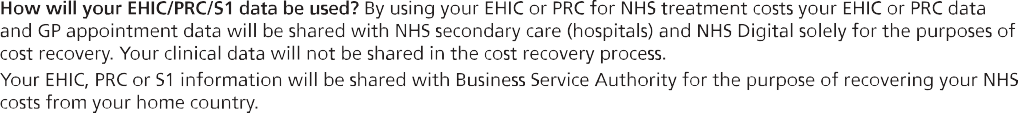 How will your EHIC/PRC/S1 data be used? By using your EHIC or PRC for NHS treatment costs your EHIC or PRC data
and GP appointment data will be shared with NHS secondary care (hospitals) and NHS Digital solely for the purposes of
cost recovery. Your clinical data will not be shared in the cost recovery process.
Your EHIC, PRC or S1 information will be shared with Business Service Authority for the purpose of recovering your NHS
costs from your home country.